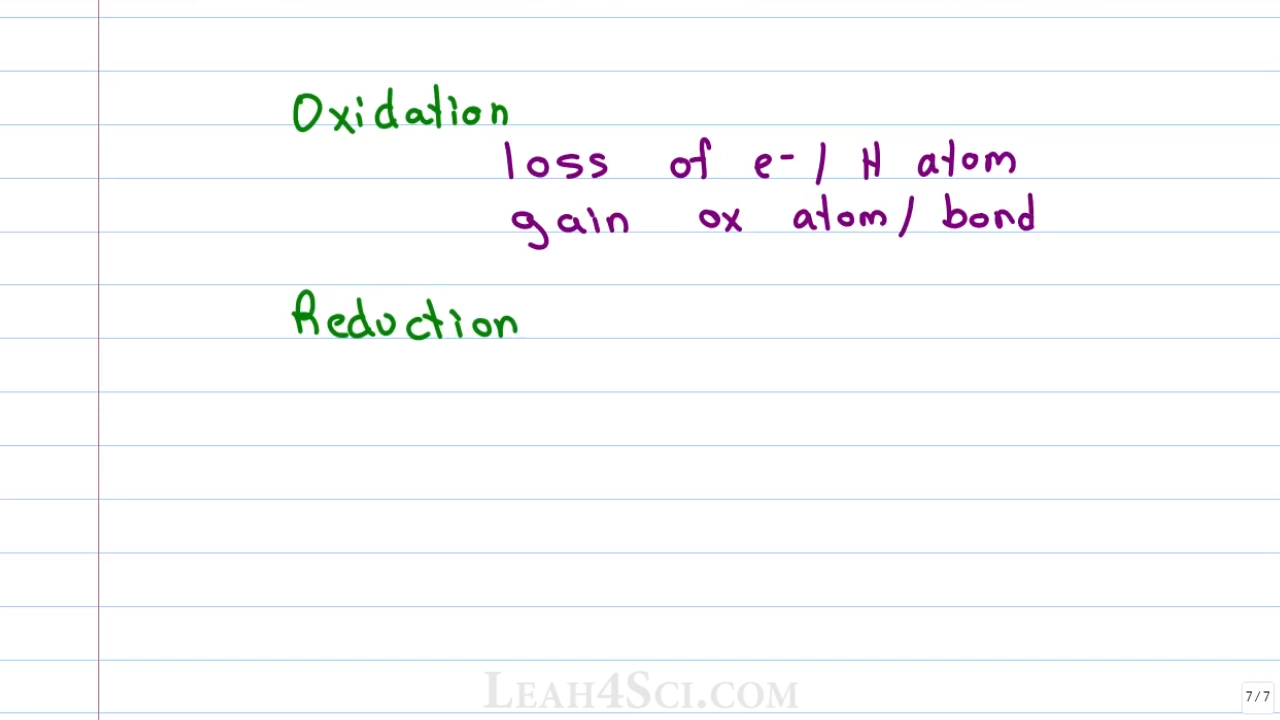 Oxidation
loss of e- / H atom
gain ox atom / bond
Reduction
LEAH4SCI.COM
7/7